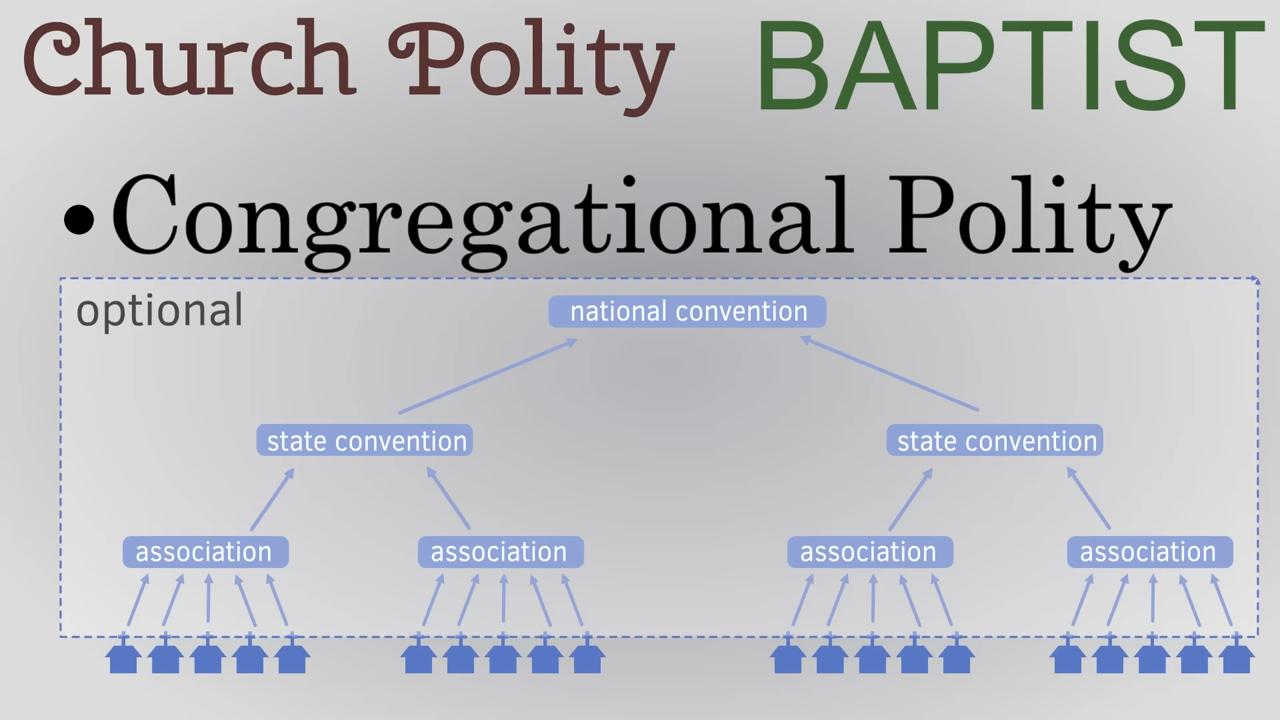 Church Polity BAPTIST
•Congregational Polity
optional
national convention
state convention state convention
association association association association